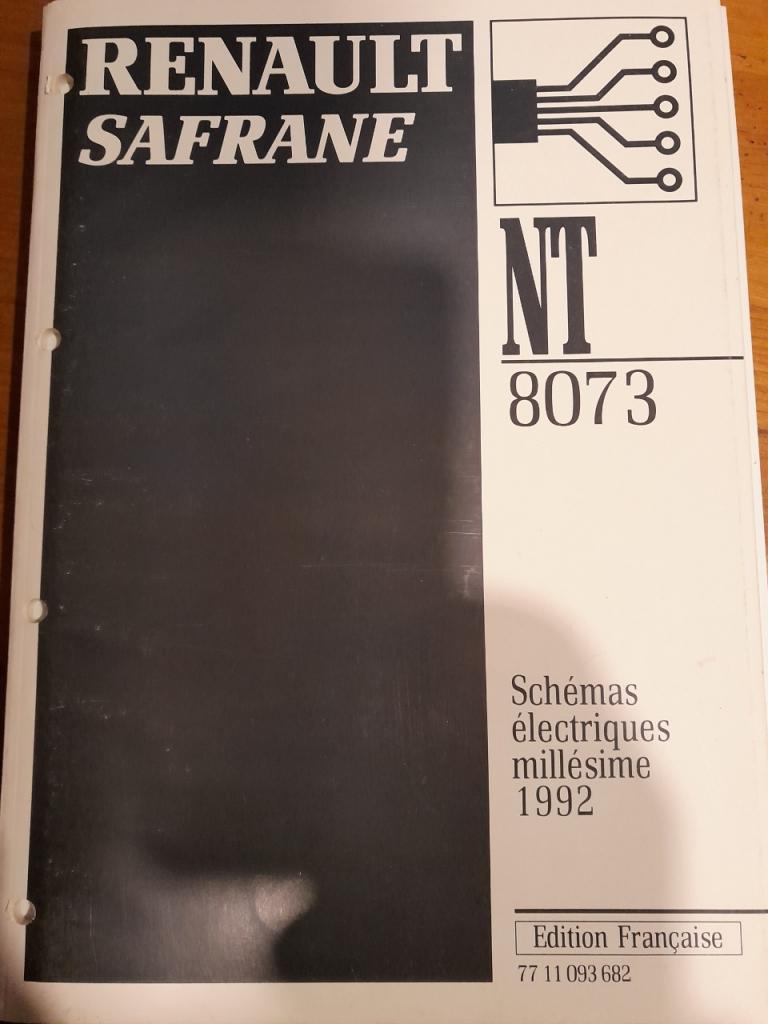 RENAULT
SAFRANE
NT
8073
Schémas
électriques
millésime
1992
Edition Française
77 11 093 682